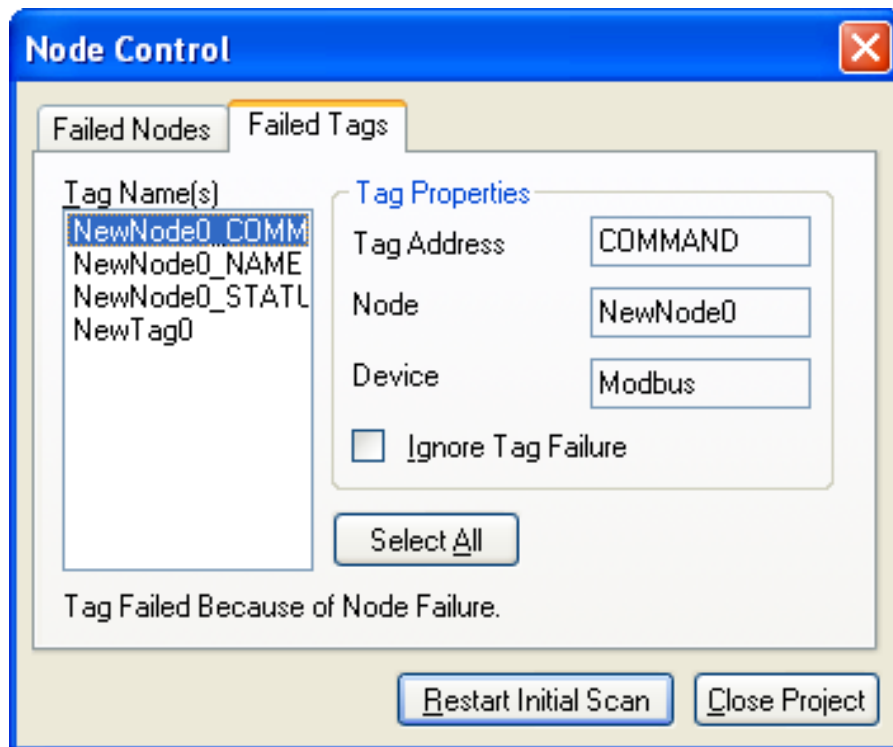 Node Control
Failed Nodes
Failed Tags
Tag Name(s)
NewNode0_COMM
NewNode0_NAME
NewNode0_STATU
NewTag0
Tag Properties
Tag Address
COMMAND
Node
NewNode0
Device
Modbus
Ignore Tag Failure
Select All
Tag Failed Because of Node Failure.
Restart Initial Scan
Close Project